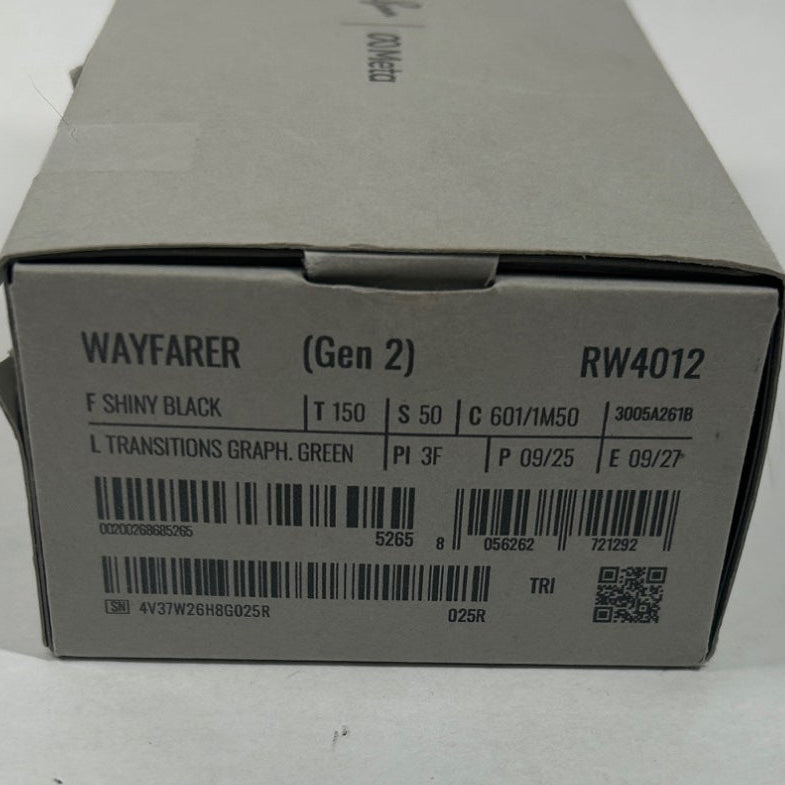 ∞ Meta
WAYFARER (Gen 2) RW4012
F SHINY BLACK T 150 S 50 C 601/1M50 3005A261B
L TRANSITIONS GRAPH. GREEN PI 3F P 09/25 E 09/27
00200268685265 5265 8 056262 721292
SN 4V37W26H8G025R 025R TRI